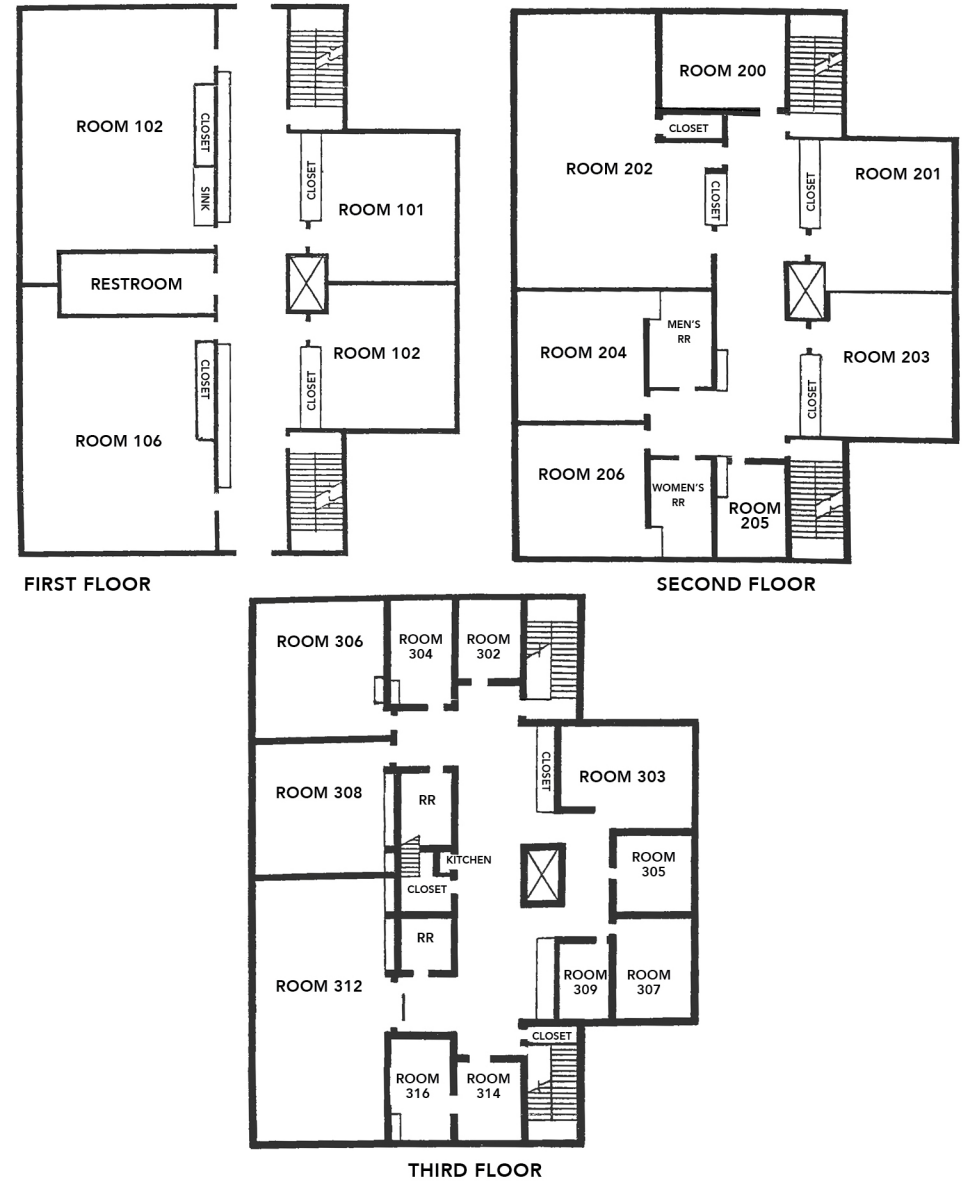 ROOM 102
CLOSET
SINK
CLOSET
ROOM 101
RESTROOM
ROOM 102
CLOSET
CLOSET
ROOM 106
FIRST FLOOR
ROOM 200
CLOSET
ROOM 202
CLOSET
CLOSET
ROOM 201
MEN'S
RR
ROOM 204
ROOM 203
CLOSET
ROOM 206
WOMEN'S
RR
ROOM
205
SECOND FLOOR
ROOM 306
ROOM
304
ROOM
302
CLOSET
ROOM 303
ROOM 308
RR
KITCHEN
CLOSET
ROOM
305
RR
ROOM 312
ROOM
309
ROOM
307
CLOSET
ROOM
316
ROOM
314
THIRD FLOOR